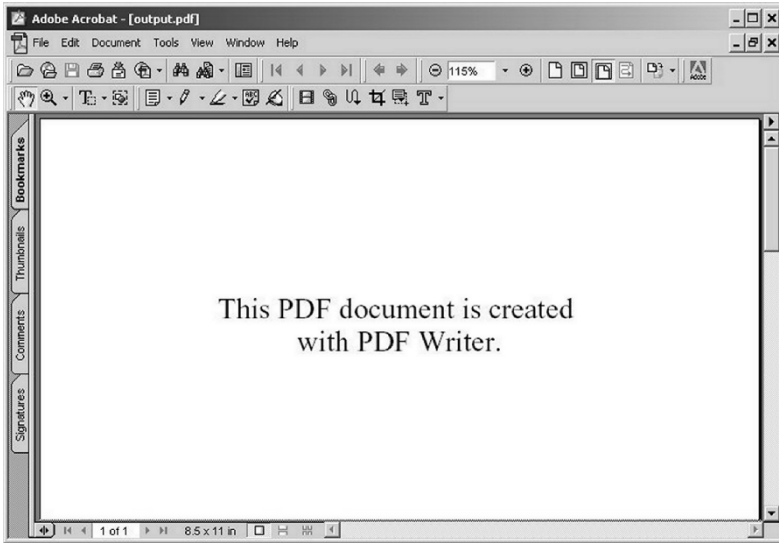 Adobe Acrobat - [output.pdf]
File Edit Document Tools View Window Help
115%
Adobe
Bookmarks
Thumbnails
Comments
Signatures
This PDF document is created
with PDF Writer.
1 of 1 8.5 x 11 in